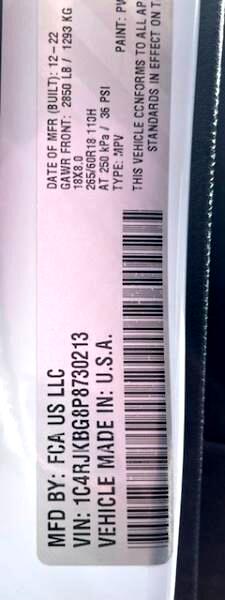 MFD BY: FCA US LLC
DATE OF MFR (BUILT): 12-22
GAWR FRONT: 2850 LB / 1293 KG
18X8.0
265/60R18 110H
AT 250 kPa / 36 PSI
TYPE: MPV
PAINT: PW
THIS VEHICLE CONFORMS TO ALL AP
IN EFFECT ON T
VIN: 1C4RJKBG8P8730213
VEHICLE MADE IN: U.S.A.